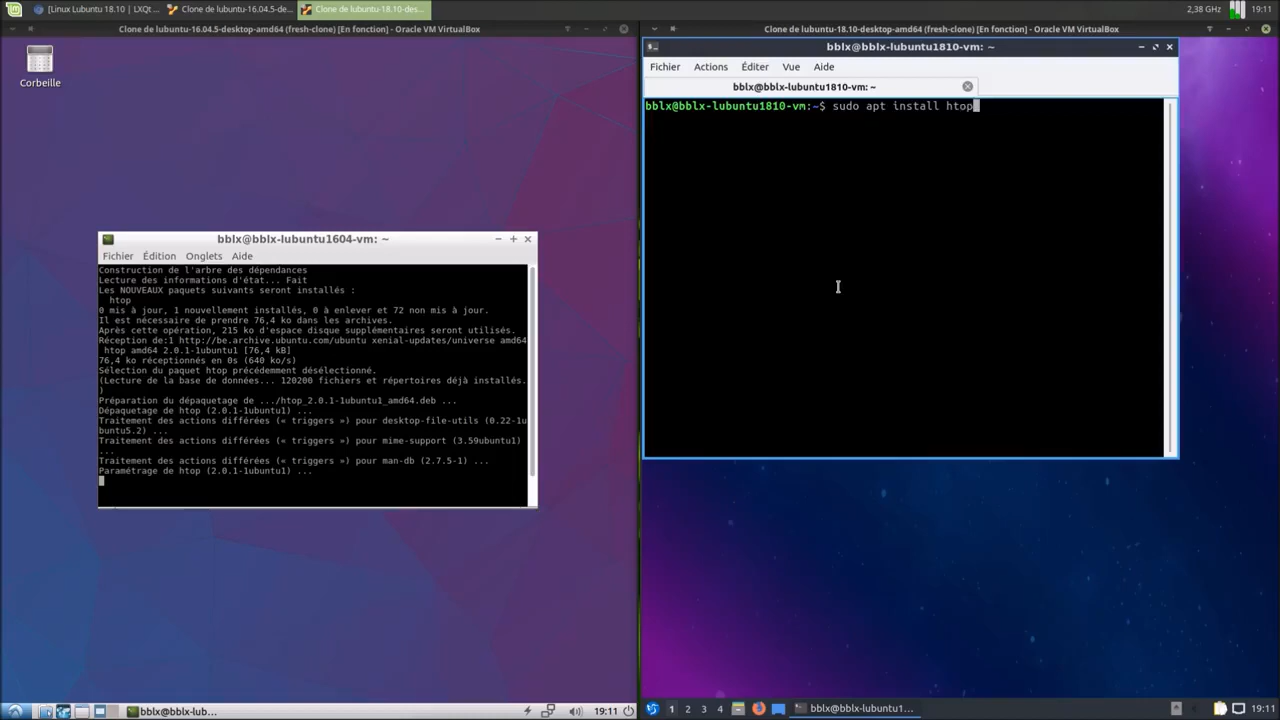 [Linux Lubuntu 18.10 | LXQt ...
Clone de lubuntu-16.04.5-de...
Clone de lubuntu-18.10-des...
2,38 GHz
19:11
Clone de lubuntu-16.04.5-desktop-amd64 (fresh-clone) [En fonction] - Oracle VM VirtualBox
Clone de lubuntu-18.10-desktop-amd64 (fresh-clone) [En fonction] - Oracle VM VirtualBox
Corbeille
bblx@bblx-lubuntu1604-vm: ~
Fichier Édition Onglets Aide
Construction de l'arbre des dépendances
Lecture des informations d'état... Fait
Les NOUVEAUX paquets suivants seront installés :
htop
0 mis à jour, 1 nouvellement installés, 0 à enlever et 72 non mis à jour.
Il est nécessaire de prendre 76,4 ko dans les archives.
Après cette opération, 215 ko d'espace disque supplémentaires seront utilisés.
Réception de:1 http://be.archive.ubuntu.com/ubuntu xenial-updates/universe amd64
htop amd64 2.0.1-1ubuntu1 [76,4 kB]
76,4 ko réceptionnés en 0s (640 ko/s)
Sélection du paquet htop précédemment désélectionné.
(Lecture de la base de données... 120200 fichiers et répertoires déjà installés.
)
Préparation du dépaquetage de .../htop_2.0.1-1ubuntu1_amd64.deb ...
Dépaquetage de htop (2.0.1-1ubuntu1) ...
Traitement des actions différées (« triggers ») pour desktop-file-utils (0.22-1u
buntu5.2) ...
Traitement des actions différées (« triggers ») pour mime-support (3.59ubuntu1)
...
Traitement des actions différées (« triggers ») pour man-db (2.7.5-1) ...
Paramétrage de htop (2.0.1-1ubuntu1) ...
bblx@bblx-lub...
19:11
bblx@bblx-lubuntu1810-vm: ~
Fichier Actions Éditer Vue Aide
bblx@bblx-lubuntu1810-vm: ~
bblx@bblx-lubuntu1810-vm:~$ sudo apt install htop
1 2 3 4
bblx@bblx-lubuntu1...
19:11